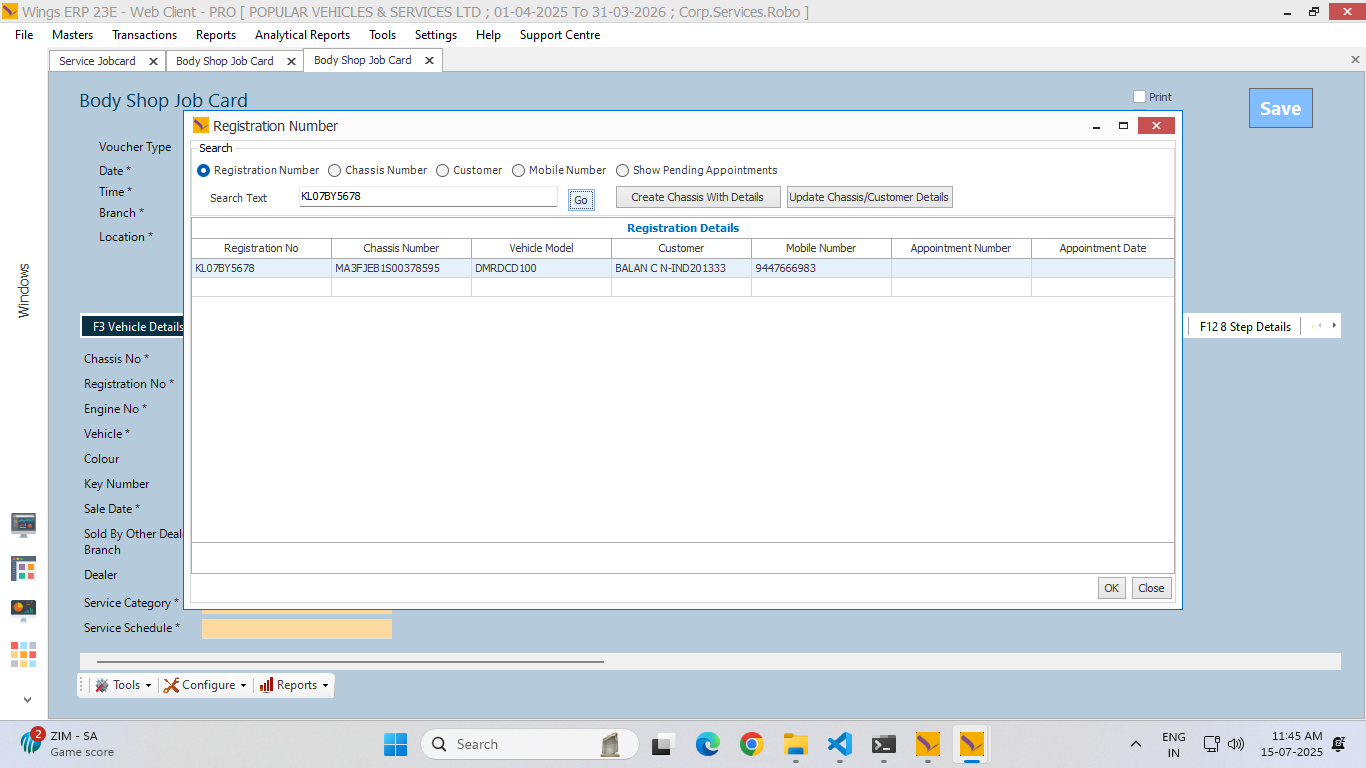 Wings ERP 23E - Web Client - PRO [ POPULAR VEHICLES & SERVICES LTD ; 01-04-2025 To 31-03-2026 ; Corp.Services.Robo ]
File Masters Transactions Reports Analytical Reports Tools Settings Help Support Centre
Service Jobcard Body Shop Job Card Body Shop Job Card
Body Shop Job Card
Print
Save
Voucher Type
Date *
Time *
Branch *
Location *
Windows
Registration Number
Search
Registration Number Chassis Number Customer Mobile Number Show Pending Appointments
Search Text KL07BY5678 Go Create Chassis With Details Update Chassis/Customer Details
Registration Details
Registration No Chassis Number Vehicle Model Customer Mobile Number Appointment Number Appointment Date
KL07BY5678 MA3FJEB1S00378595 DMRDCD100 BALAN C N-IND201333 9447666983
OK Close
F3 Vehicle Details F12 8 Step Details
Chassis No *
Registration No *
Engine No *
Vehicle *
Colour
Key Number
Sale Date *
Sold By Other Deal
Branch
Dealer
Service Category *
Service Schedule *
Tools Configure Reports
2
ZIM - SA
Game score
Search
ENG
IN
11:45 AM
15-07-2025